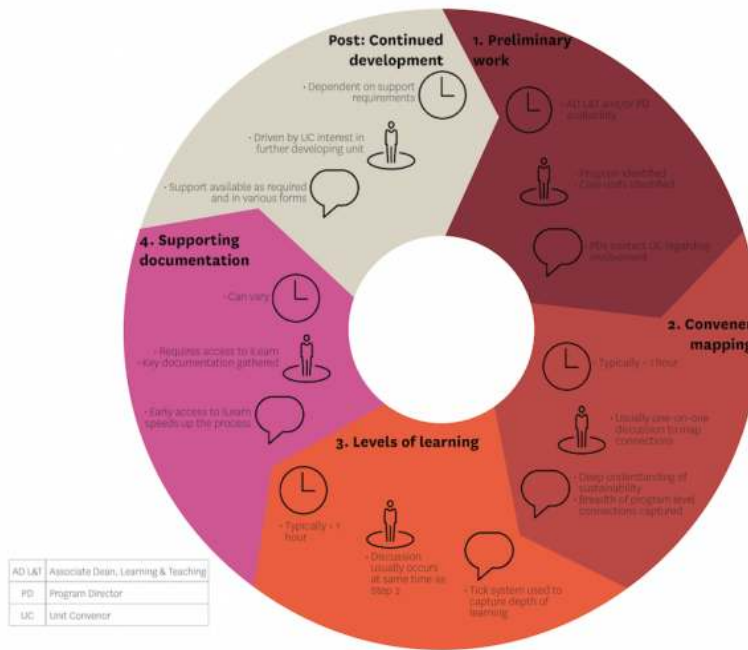 Post: Continued
development
• Dependent on support
requirements
• Driven by UC interest in
further developing unit
• Support available as required
and in various forms
1. Preliminary
work
• AD L&T and/or PD
availability
• Program identified
• Core units identified
• PDs contact UC regarding
involvement
2. Convenor
mapping
• Typically < 1 hour
• Usually one-on-one
discussion to map
connections
• Deep understanding of
sustainability
• Breadth of program level
connections captured
3. Levels of learning
• Typically < 1
hour
• Discussion
usually occurs
at same time as
Step 2
• Tick system used to
capture depth of
learning
4. Supporting
documentation
• Can vary
• Requires access to iLearn
• Key documentation gathered
• Early access to iLearn
speeds up the process
AD L&T Associate Dean, Learning & Teaching
PD Program Director
UC Unit Convenor